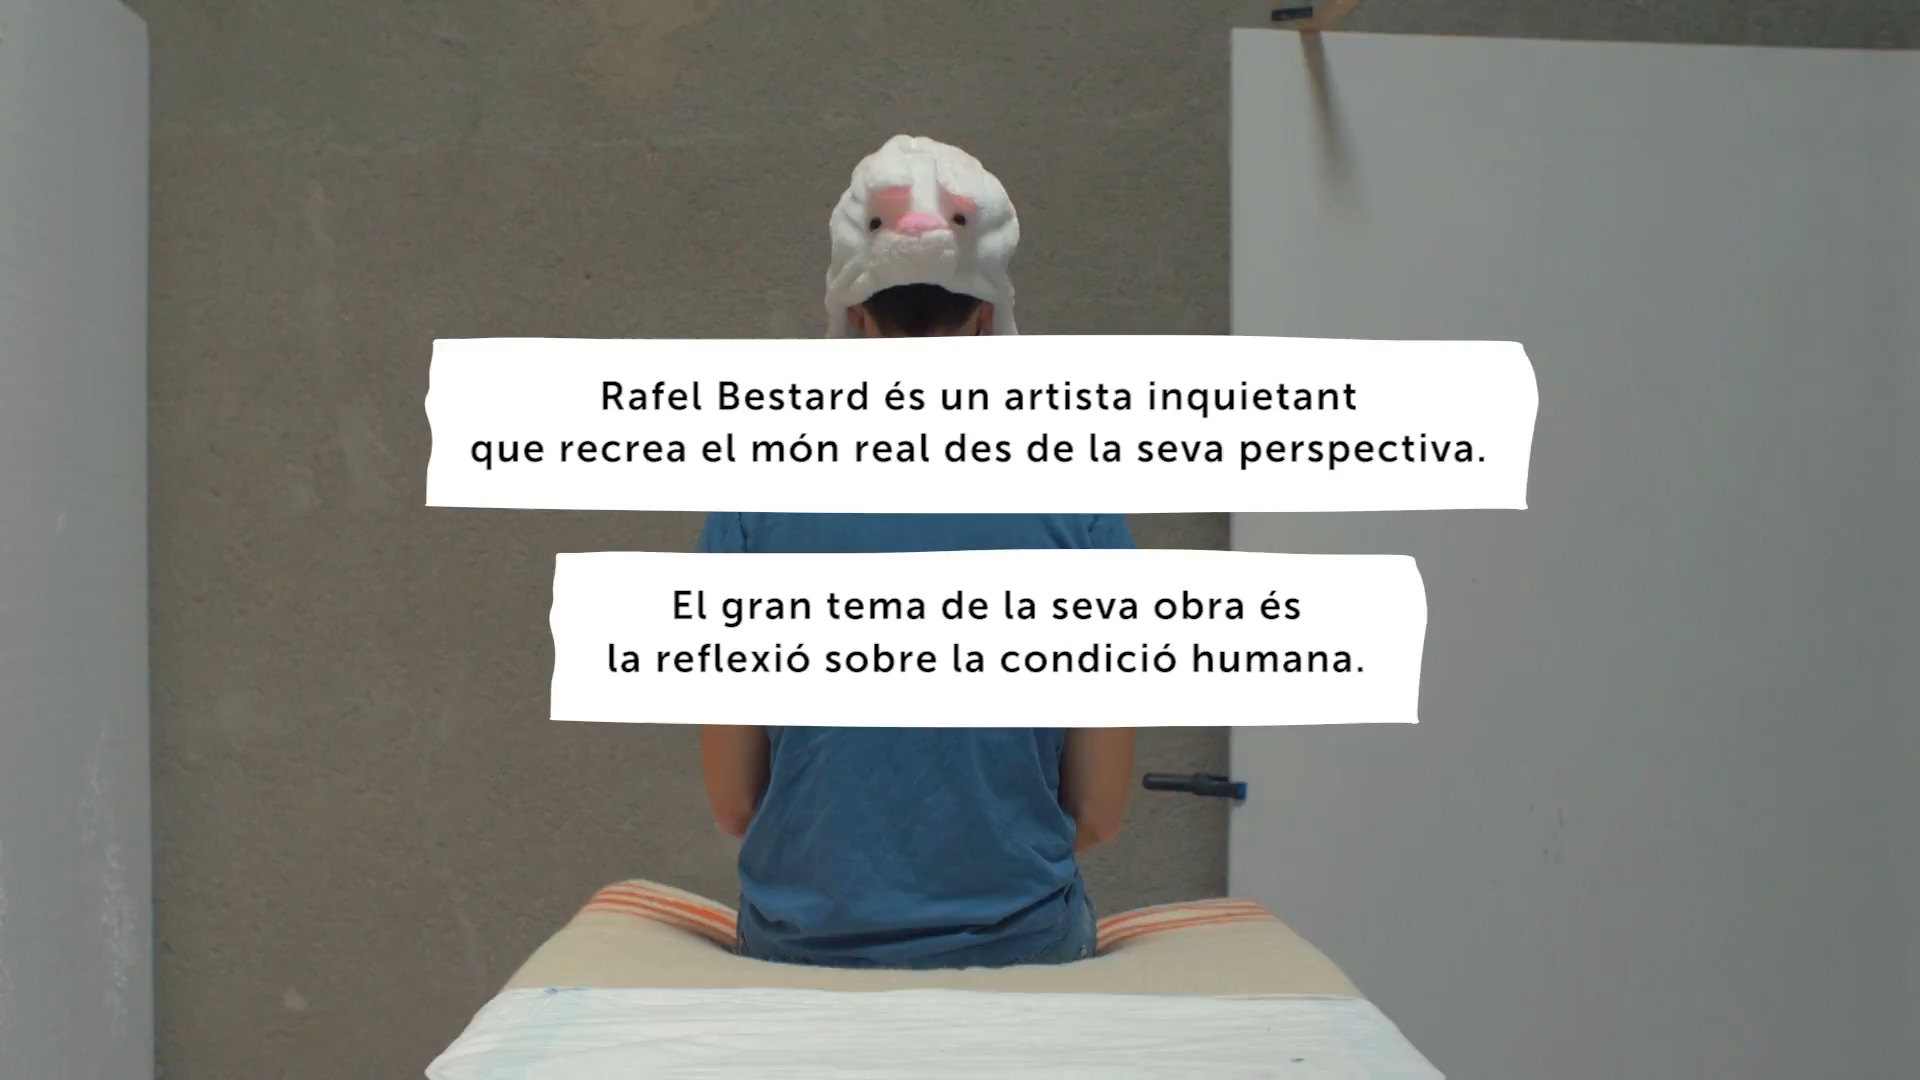 Rafel Bestard és un artista inquietant
que recrea el món real des de la seva perspectiva.
El gran tema de la seva obra és
la reflexió sobre la condició humana.